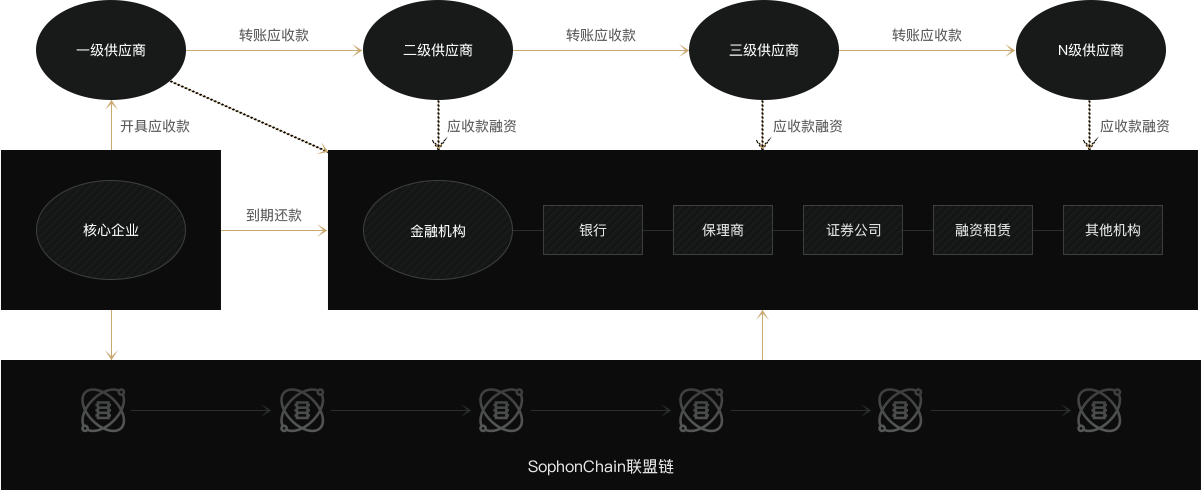 一级供应商
转账应收款
二级供应商
转账应收款
三级供应商
转账应收款
N级供应商
开具应收款
应收款融资
应收款融资
应收款融资
核心企业
到期还款
金融机构
银行
保理商
证券公司
融资租赁
其他机构
SophonChain联盟链